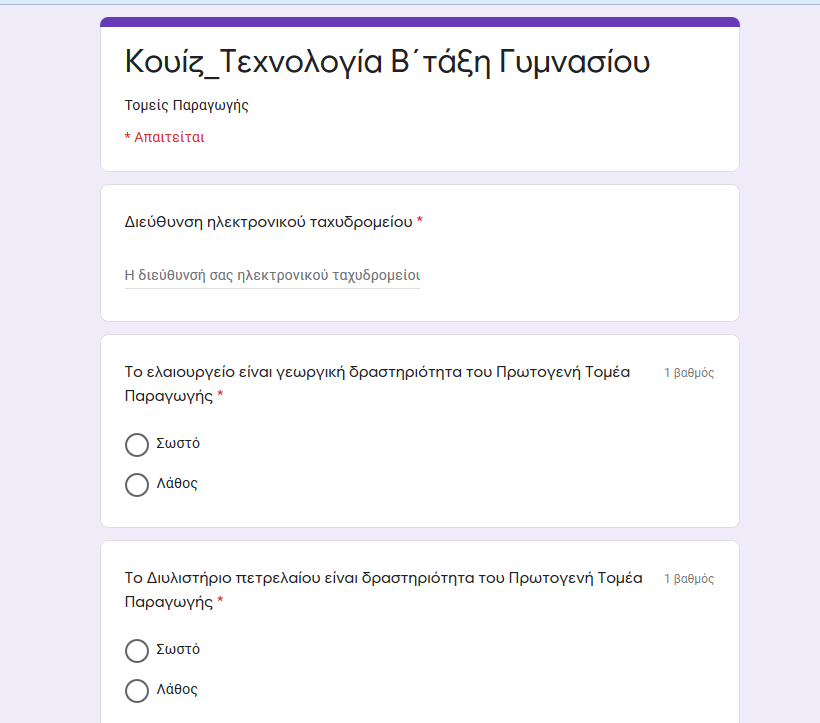 Κουίζ_Τεχνολογία Β΄τάξη Γυμνασίου
Τομείς Παραγωγής
* Απαιτείται
Διεύθυνση ηλεκτρονικού ταχυδρομείου *
Η διεύθυνσή σας ηλεκτρονικού ταχυδρομείοι
Το ελαιουργείο είναι γεωργική δραστηριότητα του Πρωτογενή Τομέα
Παραγωγής *
1 βαθμός
Σωστό
Λάθος
Το Διυλιστήριο πετρελαίου είναι δραστηριότητα του Πρωτογενή Τομέα
Παραγωγής *
1 βαθμός
Σωστό
Λάθος